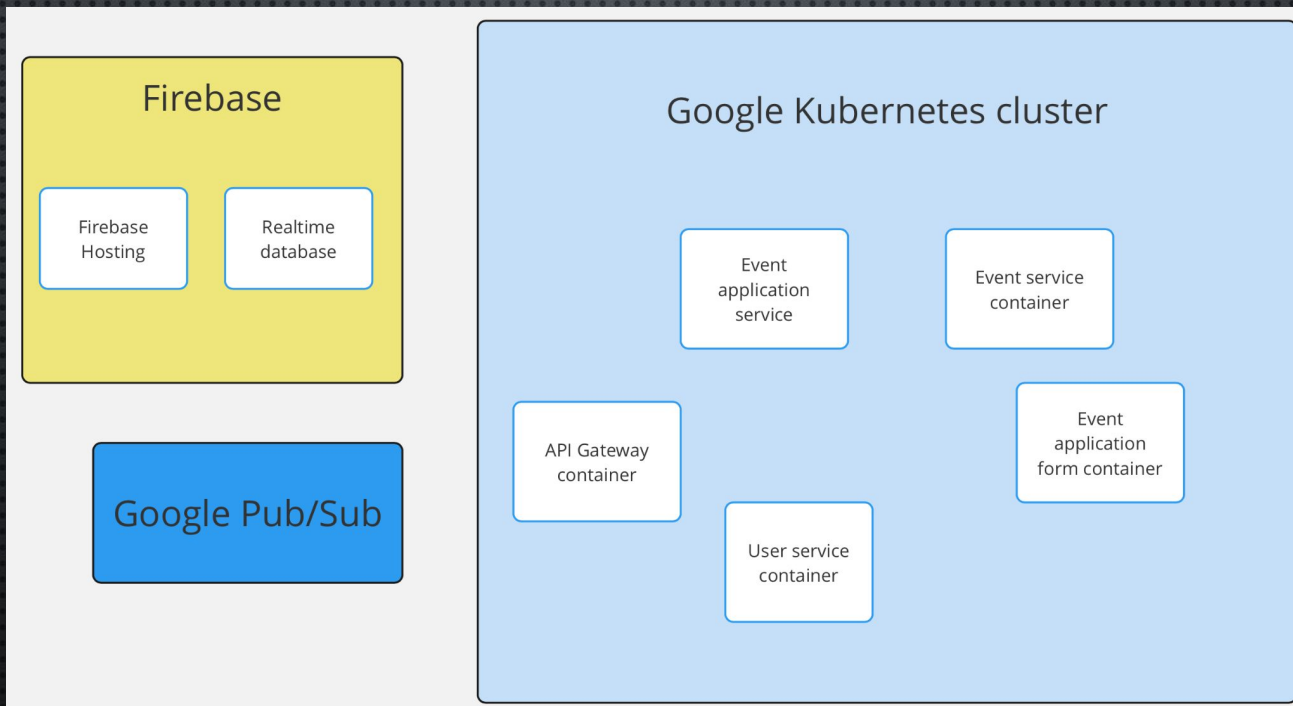 Firebase
Firebase
Hosting
Realtime
database
Google Pub/Sub
Google Kubernetes cluster
Event
application
service
Event service
container
API Gateway
container
Event
application
form container
User service
container